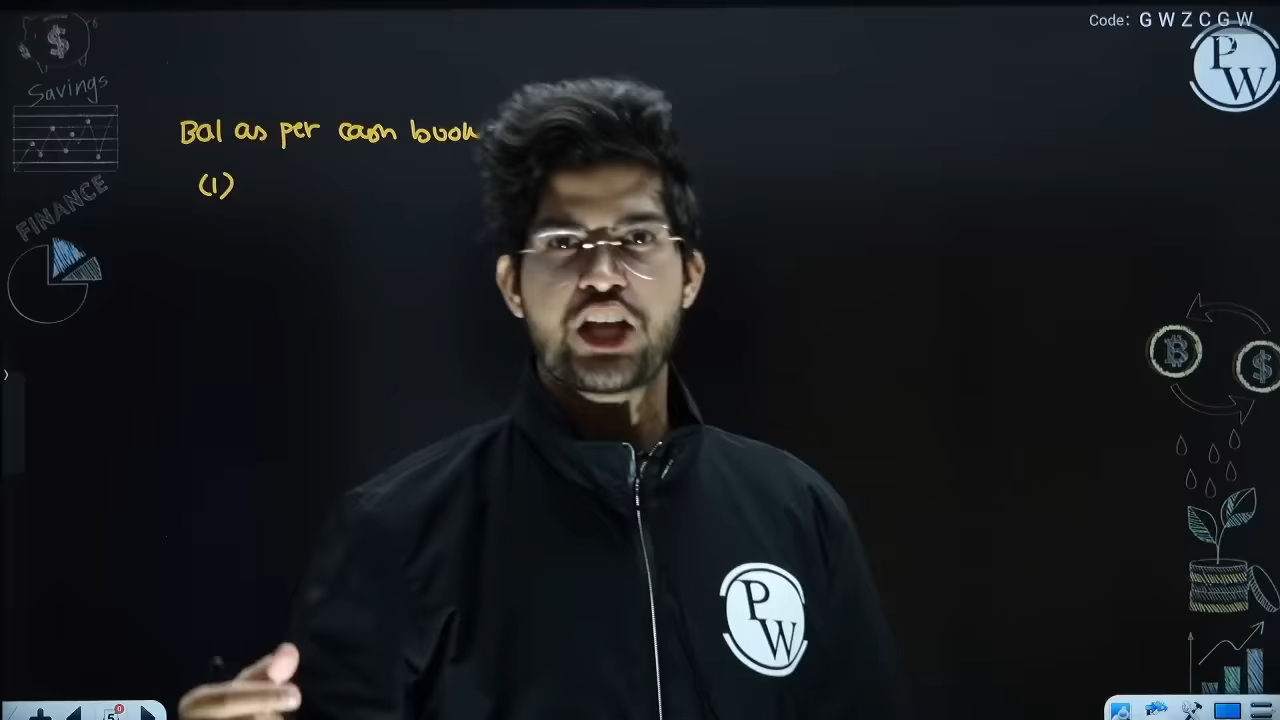 Code: G W Z C G W
PW
Savings
Bal as per cash book
(1)
FINANCE
PW